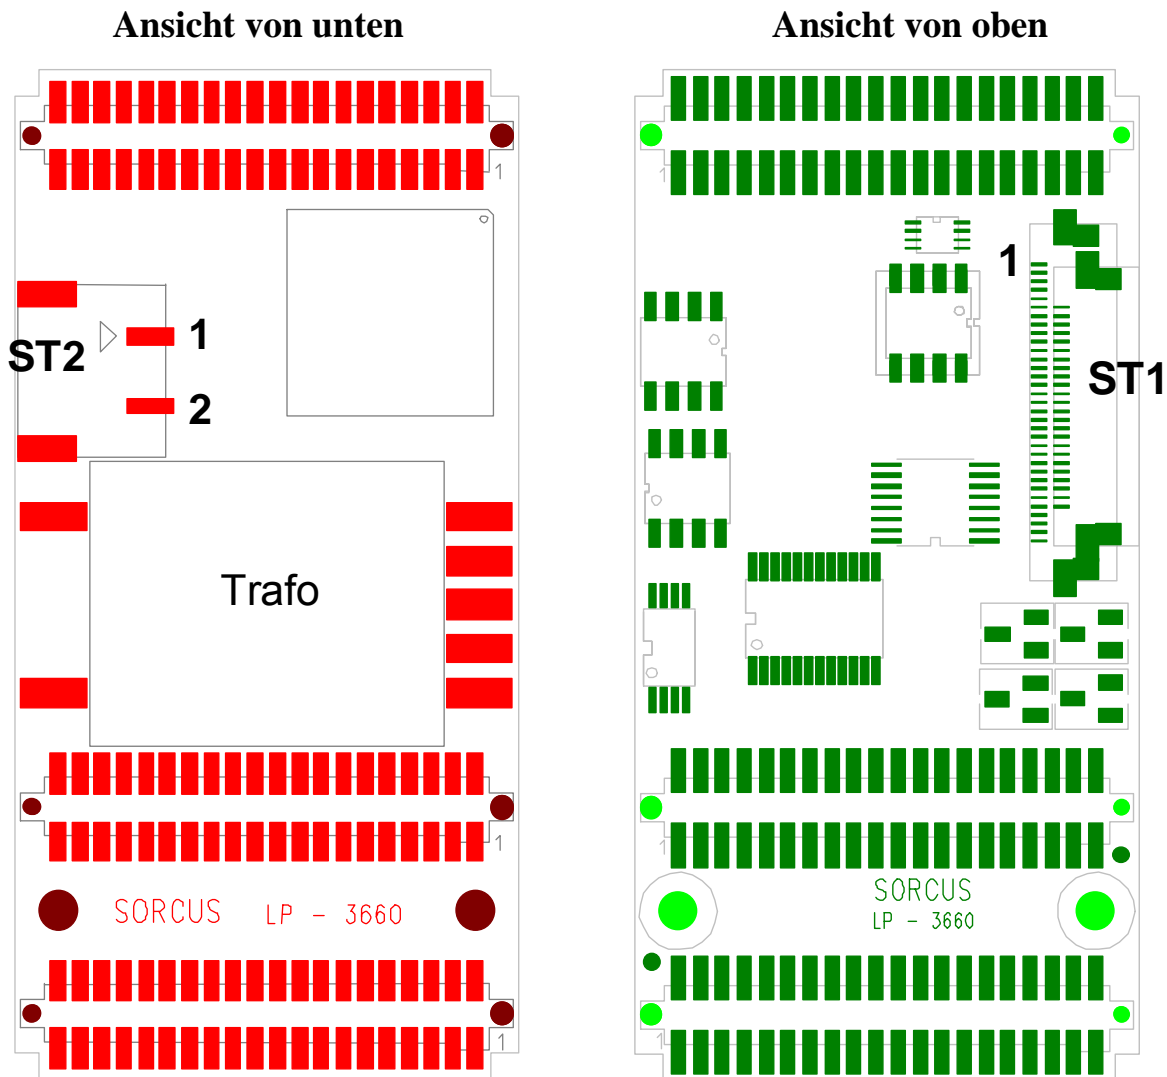 Ansicht von unten
Ansicht von oben
1
1
1
ST2
1
2
1
ST1
Trafo
1
1
SORCUS LP - 3660
SORCUS
LP - 3660
1
1